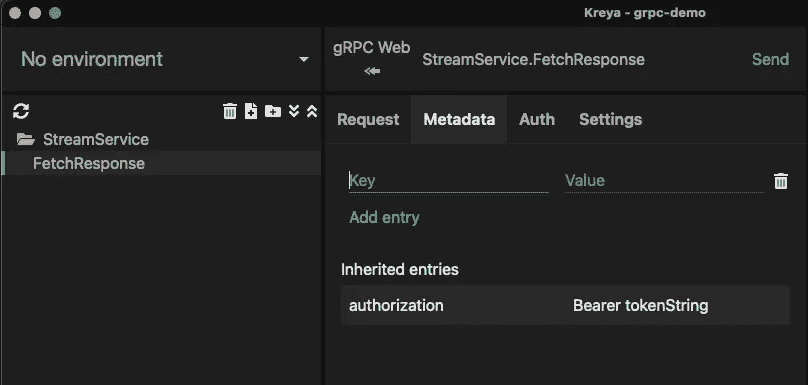 Kreya - grpc-demo
No environment
gRPC Web
StreamService.FetchResponse
Send
StreamService
FetchResponse
Request Metadata Auth Settings
Key Value
Add entry
Inherited entries
authorization Bearer tokenString